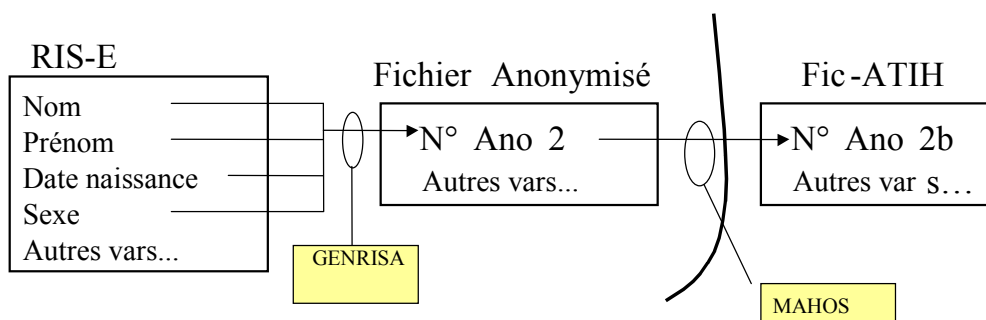 RIS-E
Nom
Prénom
Date naissance
Sexe
Autres vars...
GENRISA
Fichier Anonymisé
N° Ano 2
Autres vars...
MAHOS
Fic-ATIH
N° Ano 2b
Autres var s...